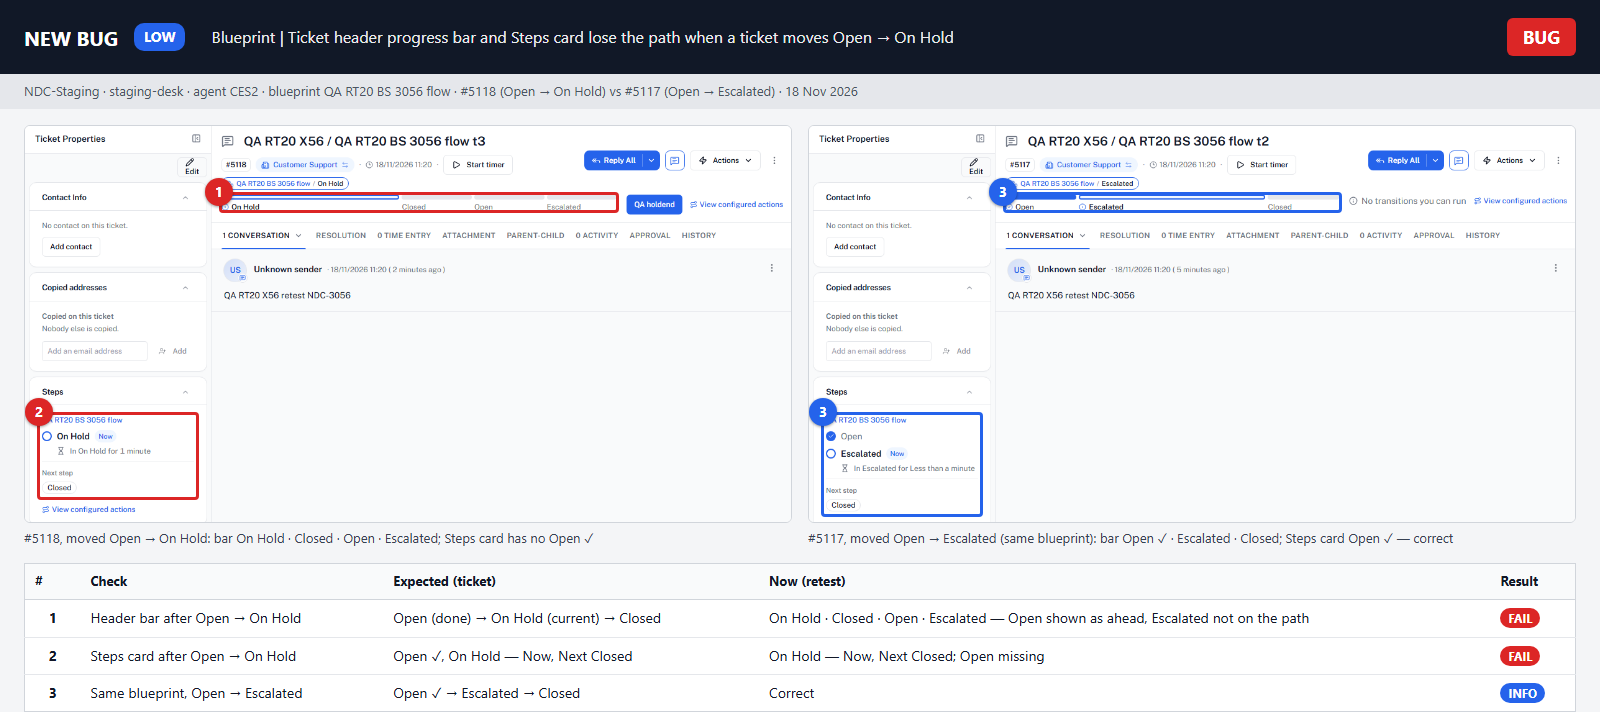 NEW BUG LOW Blueprint | Ticket header progress bar and Steps card lose the path when a ticket moves Open → On Hold BUG
NDC-Staging · staging-desk · agent CES2 · blueprint QA RT20 BS 3056 flow · #5118 (Open → On Hold) vs #5117 (Open → Escalated) · 18 Nov 2026
Ticket Properties
Edit
Contact Info
No contact on this ticket.
Add contact
Copied addresses
Copied on this ticket
Nobody else is copied.
Add an email address Add
Steps
2
RT20 BS 3056 flow
On Hold Now
In On Hold for 1 minute
Next step
Closed
View configured actions
QA RT20 X56 / QA RT20 BS 3056 flow t3
#5118 Customer Support · 18/11/2026 11:20 · Start timer Reply All Actions
QA RT20 BS 3056 flow / On Hold
1
On Hold Closed Open Escalated QA holdend View configured actions
1 CONVERSATION RESOLUTION 0 TIME ENTRY ATTACHMENT PARENT-CHILD 0 ACTIVITY APPROVAL HISTORY
US Unknown sender · 18/11/2026 11:20 ( 2 minutes ago )
QA RT20 X56 retest NDC-3056
Ticket Properties
Edit
Contact Info
No contact on this ticket.
Add contact
Copied addresses
Copied on this ticket
Nobody else is copied.
Add an email address Add
Steps
3
RT20 BS 3056 flow
Open
Escalated Now
In Escalated for Less than a minute
Next step
Closed
QA RT20 X56 / QA RT20 BS 3056 flow t2
#5117 Customer Support · 18/11/2026 11:20 · Start timer Reply All Actions
QA RT20 BS 3056 flow / Escalated
3
Open Escalated Closed No transitions you can run View configured actions
1 CONVERSATION RESOLUTION 0 TIME ENTRY ATTACHMENT PARENT-CHILD 0 ACTIVITY APPROVAL HISTORY
US Unknown sender · 18/11/2026 11:20 ( 5 minutes ago )
QA RT20 X56 retest NDC-3056
#5118, moved Open → On Hold: bar On Hold · Closed · Open · Escalated; Steps card has no Open ✓
#5117, moved Open → Escalated (same blueprint): bar Open ✓ · Escalated · Closed; Steps card Open ✓ — correct
# Check Expected (ticket) Now (retest) Result
1 Header bar after Open → On Hold Open (done) → On Hold (current) → Closed On Hold · Closed · Open · Escalated — Open shown as ahead, Escalated not on the path FAIL
2 Steps card after Open → On Hold Open ✓, On Hold — Now, Next Closed On Hold — Now, Next Closed; Open missing FAIL
3 Same blueprint, Open → Escalated Open ✓ → Escalated → Closed Correct INFO